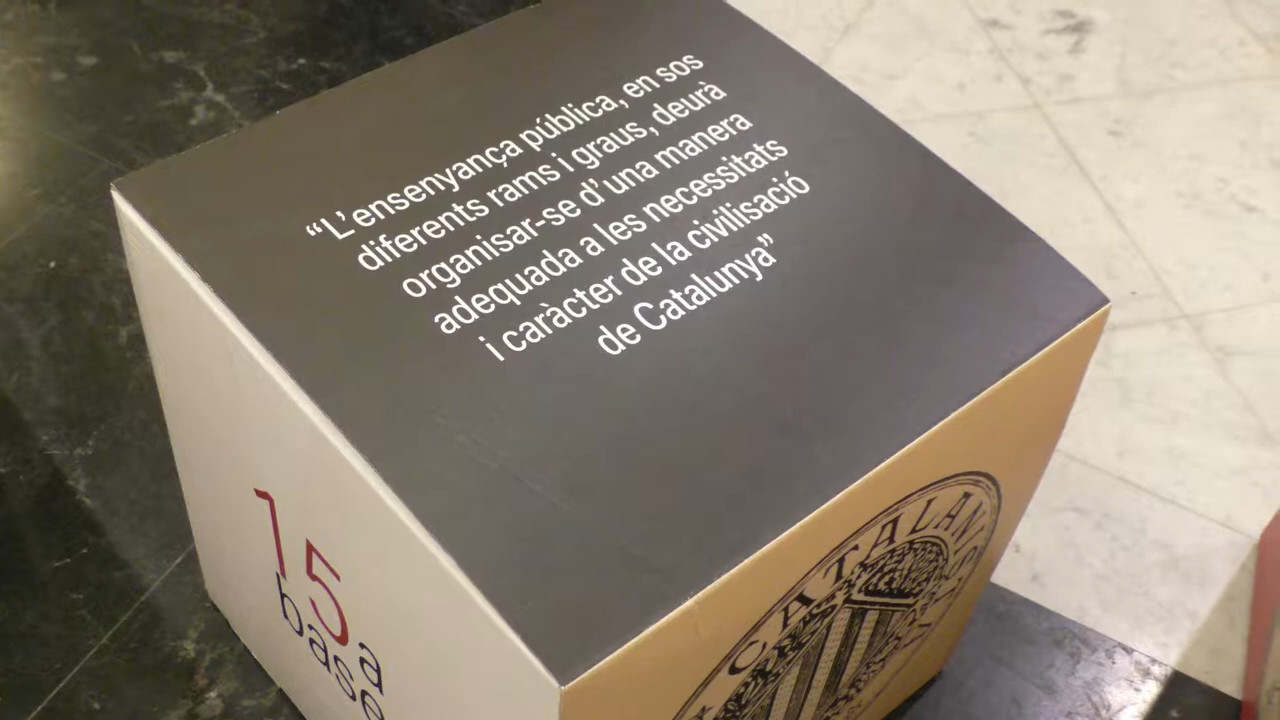 “L’ensenyança pública, en sos
diferents rams i graus, deurà
organisar-se d’una manera
adequada a les necessitats
i caràcter de la civilisació
de Catalunya”
15a
base